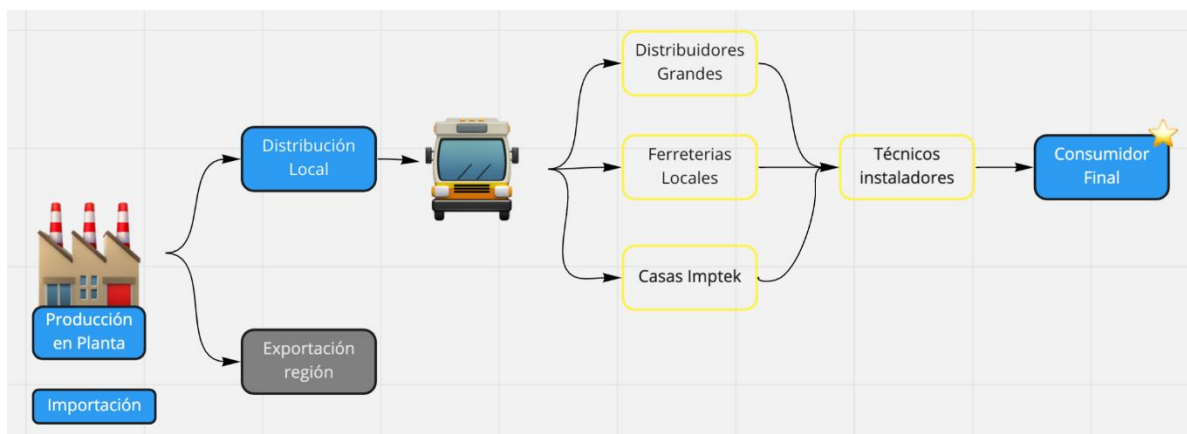 Distribuidores
Grandes
Distribución
Local
Ferreterias
Locales
Técnicos
instaladores
Consumidor
Final
Casas Imptek
Producción
en Planta
Exportación
región
Importación